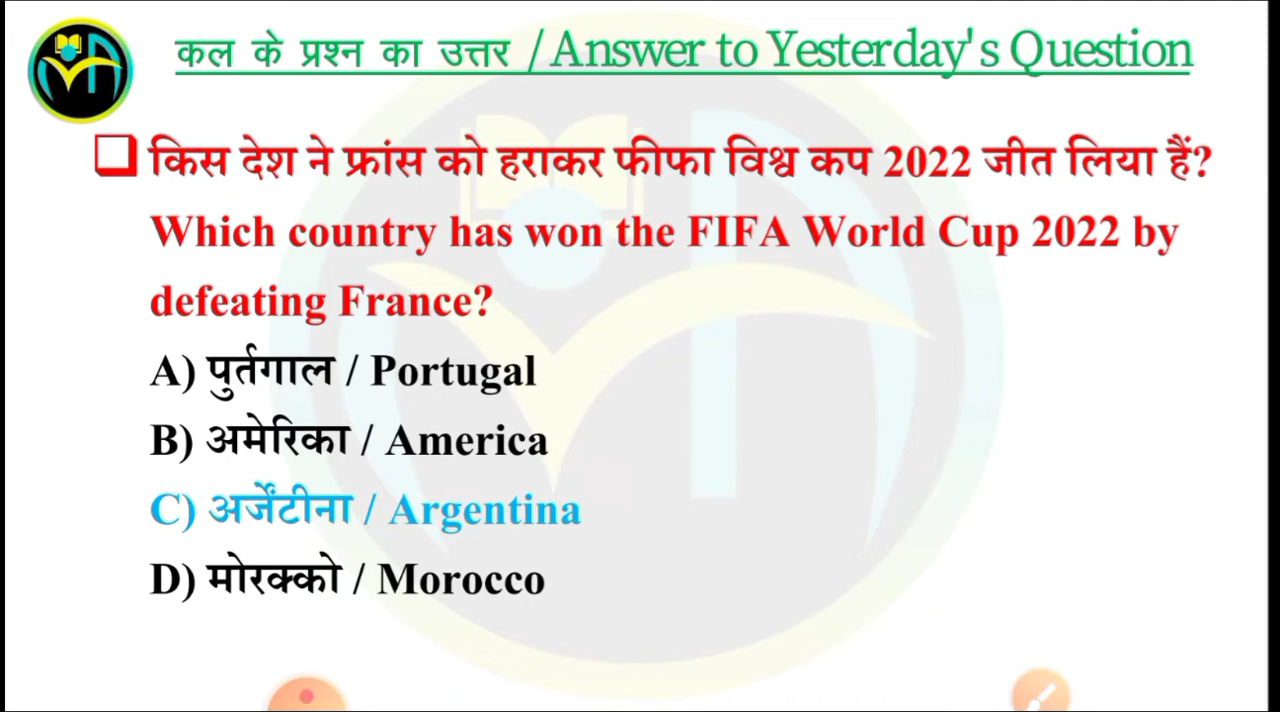 कल के प्रश्न का उत्तर / Answer to Yesterday's Question
किस देश ने फ्रांस को हराकर फीफा विश्व कप 2022 जीत लिया हैं?
Which country has won the FIFA World Cup 2022 by
defeating France?
A) पुर्तगाल / Portugal
B) अमेरिका / America
C) अर्जेंटीना / Argentina
D) मोरक्को / Morocco